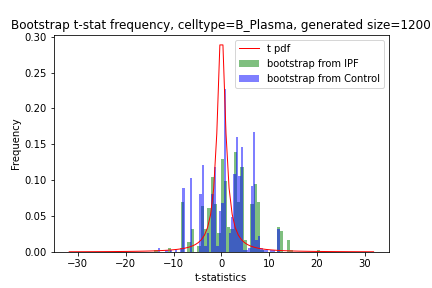 Bootstrap t-stat frequency, celltype=B_Plasma, generated size=1200
t pdf
bootstrap from IPF
bootstrap from Control
Frequency
0.30
0.25
0.20
0.15
0.10
0.05
0.00
−30
−20
−10
0
10
20
30
t-statistics